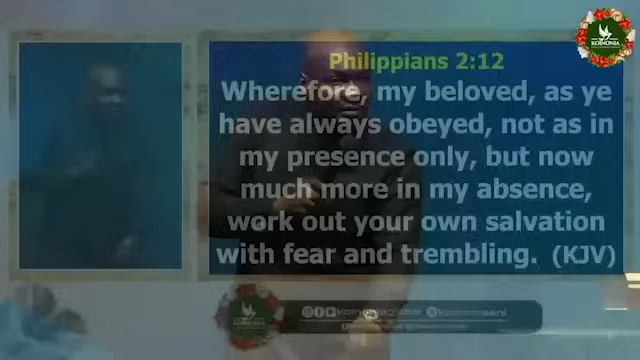 KOINONIA
Philippians 2:12
Wherefore, my beloved, as ye
have always obeyed, not as in
my presence only, but now
much more in my absence,
work out your own salvation
with fear and trembling. (KJV)